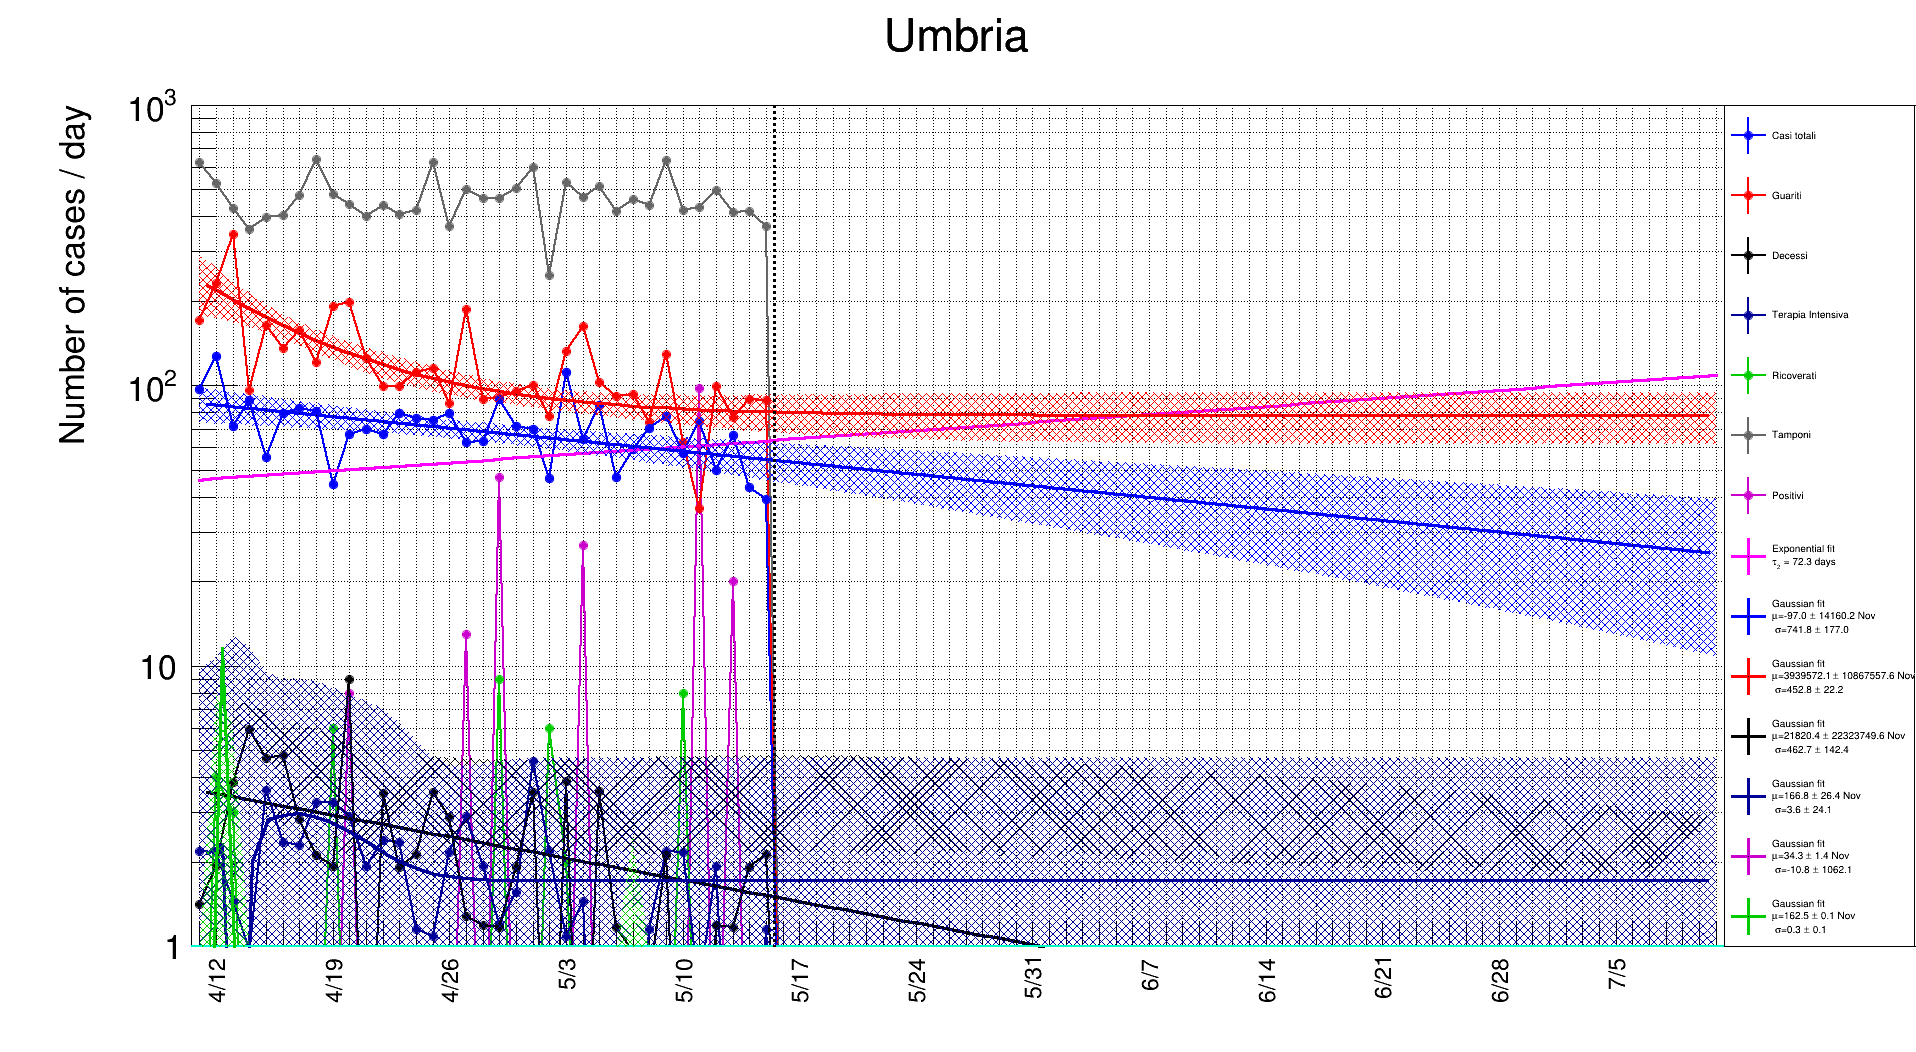 Umbria
Number of cases / day
10³
10²
10
1
4/12
4/19
4/26
5/3
5/10
5/17
5/24
5/31
6/7
6/14
6/21
6/28
7/5
Casi totali
Guariti
Decessi
Terapia Intensiva
Ricoverati
Tamponi
Positivi
Exponential fit
τ₂ = 72.3 days
Gaussian fit
μ=-97.0 ± 14160.2 Nov
σ=741.8 ± 177.0
Gaussian fit
μ=3939572.1 ± 10867557.6 Nov
σ=452.8 ± 22.2
Gaussian fit
μ=21820.4 ± 22323749.6 Nov
σ=462.7 ± 142.4
Gaussian fit
μ=166.8 ± 26.4 Nov
σ=3.6 ± 24.1
Gaussian fit
μ=34.3 ± 1.4 Nov
σ=-10.8 ± 1062.1
Gaussian fit
μ=162.5 ± 0.1 Nov
σ=0.3 ± 0.1